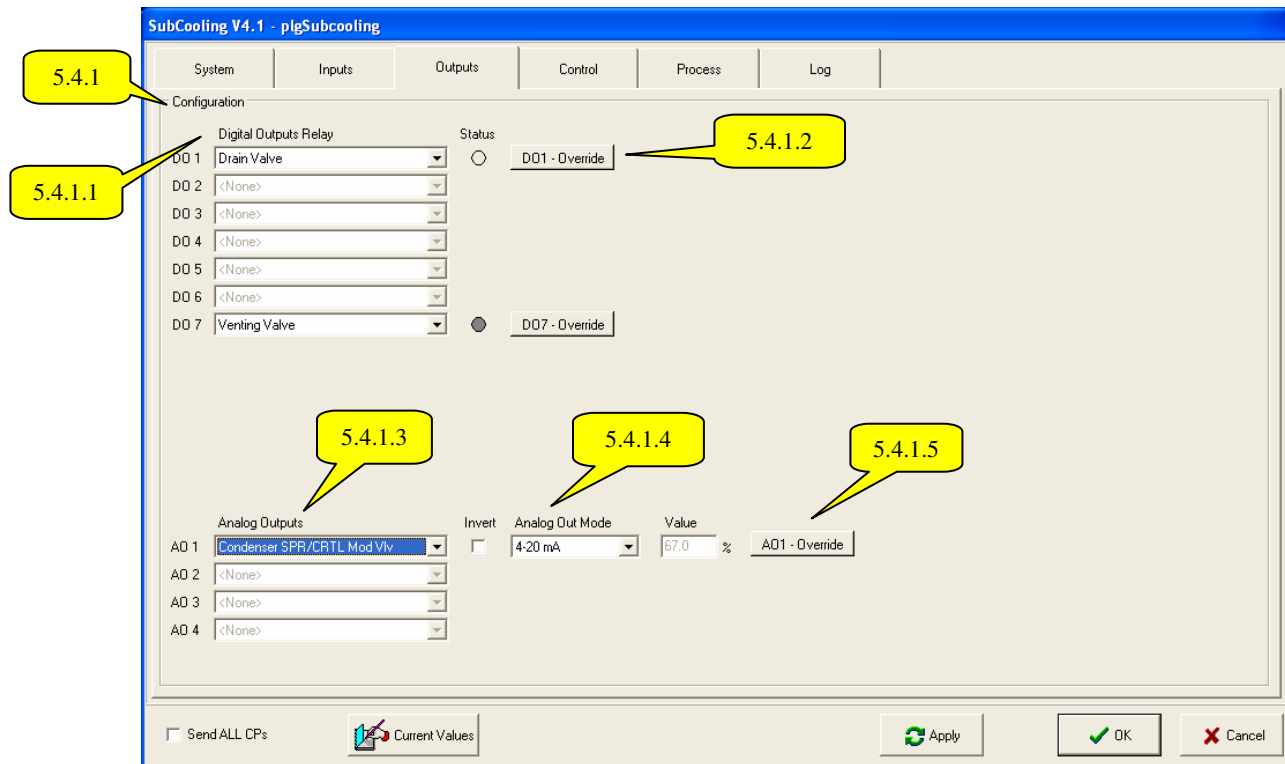 SubCooling V4.1 - plgSubcooling
System Inputs Outputs Control Process Log
5.4.1
Configuration
Digital Outputs Relay Status
5.4.1.2
DO 1 Drain Valve DO1 - Override
5.4.1.1
DO 2 <None>
DO 3 <None>
DO 4 <None>
DO 5 <None>
DO 6 <None>
DO 7 Venting Valve DO7 - Override
5.4.1.3 5.4.1.4 5.4.1.5
Analog Outputs Invert Analog Out Mode Value
AO 1 Condenser SPR/CRTL Mod Vlv 4-20 mA 67.0 % AO1 - Override
AO 2 <None>
AO 3 <None>
AO 4 <None>
Send ALL CPs Current Values Apply OK Cancel